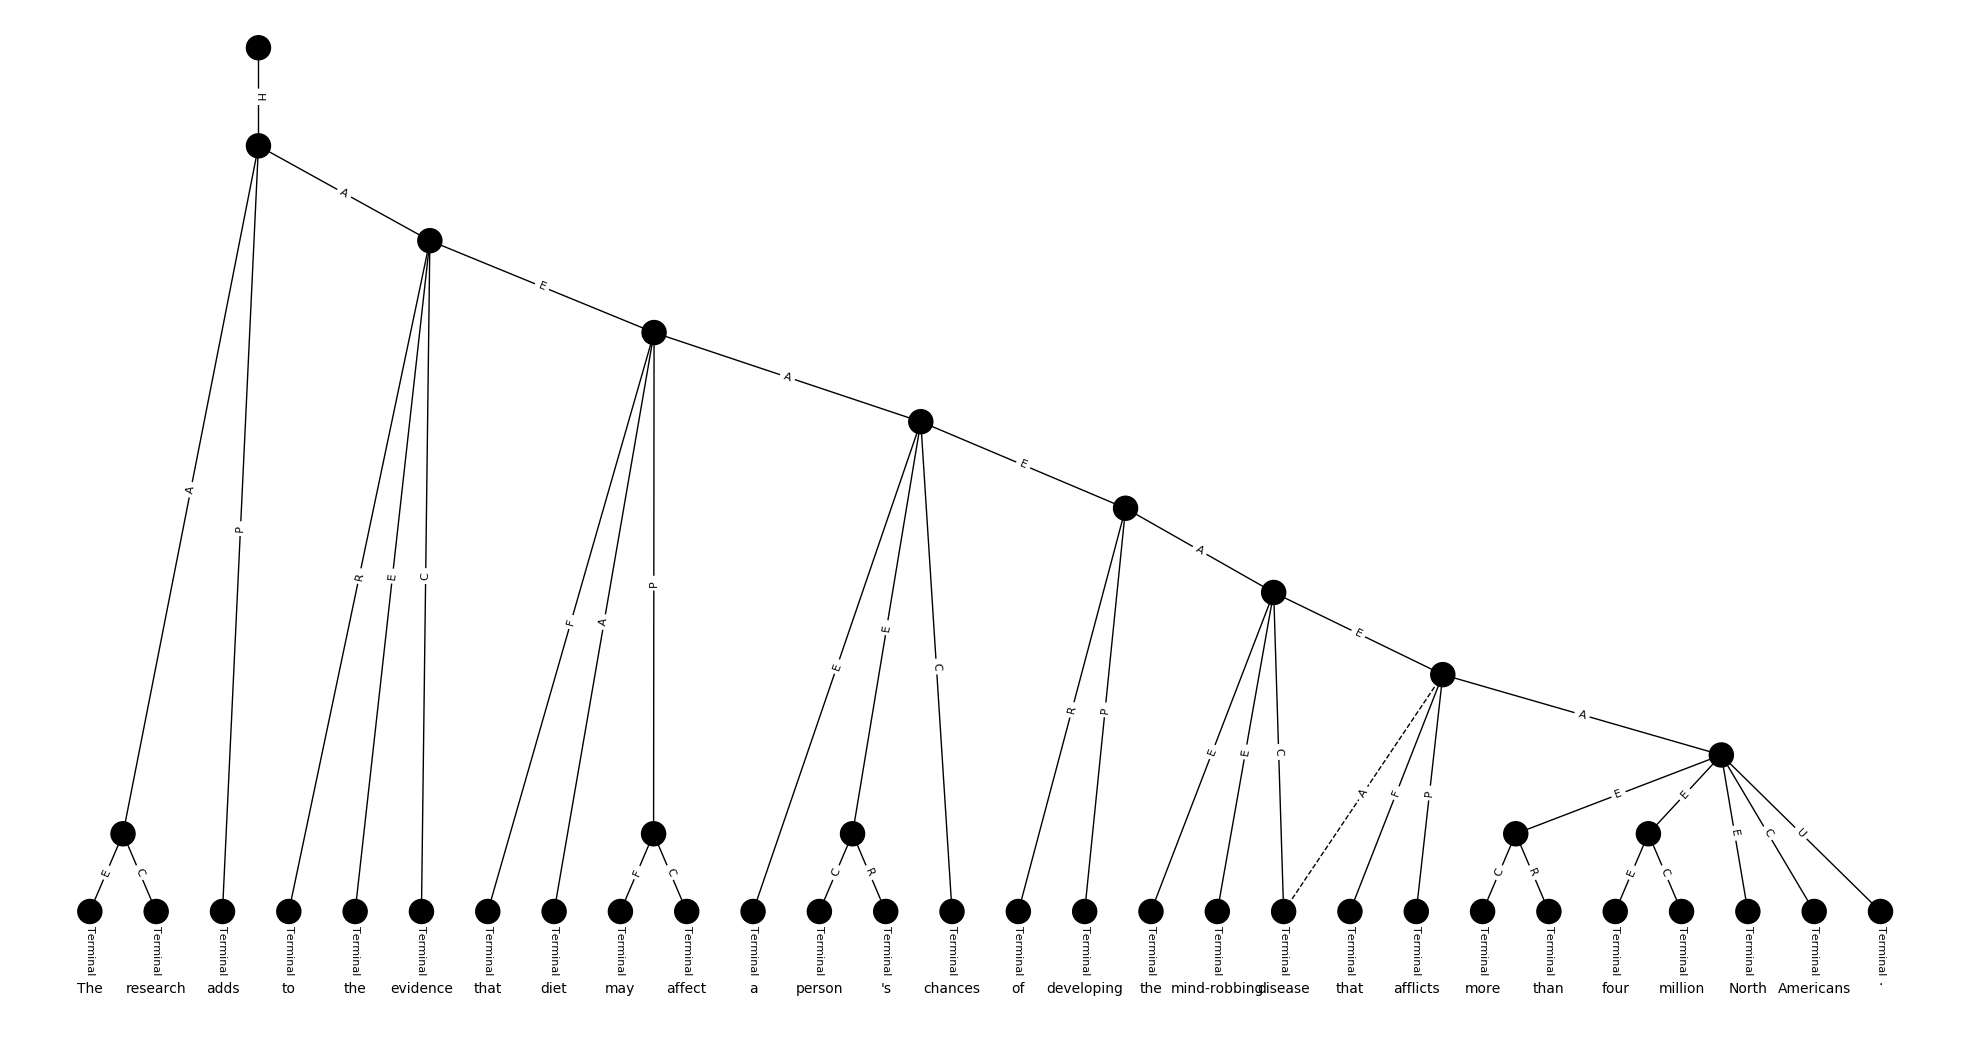 H
A
E
A
E
A
E
A
A
P
R
E
C
F
A
P
E
E
C
R
P
E
E
C
A
F
P
E
E
E
C
U
E
C
F
C
C
R
C
R
E
C
Terminal Terminal Terminal Terminal Terminal Terminal Terminal Terminal Terminal Terminal Terminal Terminal Terminal Terminal Terminal Terminal Terminal Terminal Terminal Terminal Terminal Terminal Terminal Terminal Terminal Terminal Terminal Terminal
The research adds to the evidence that diet may affect a person 's chances of developing the mind-robbing disease that afflicts more than four million North Americans .